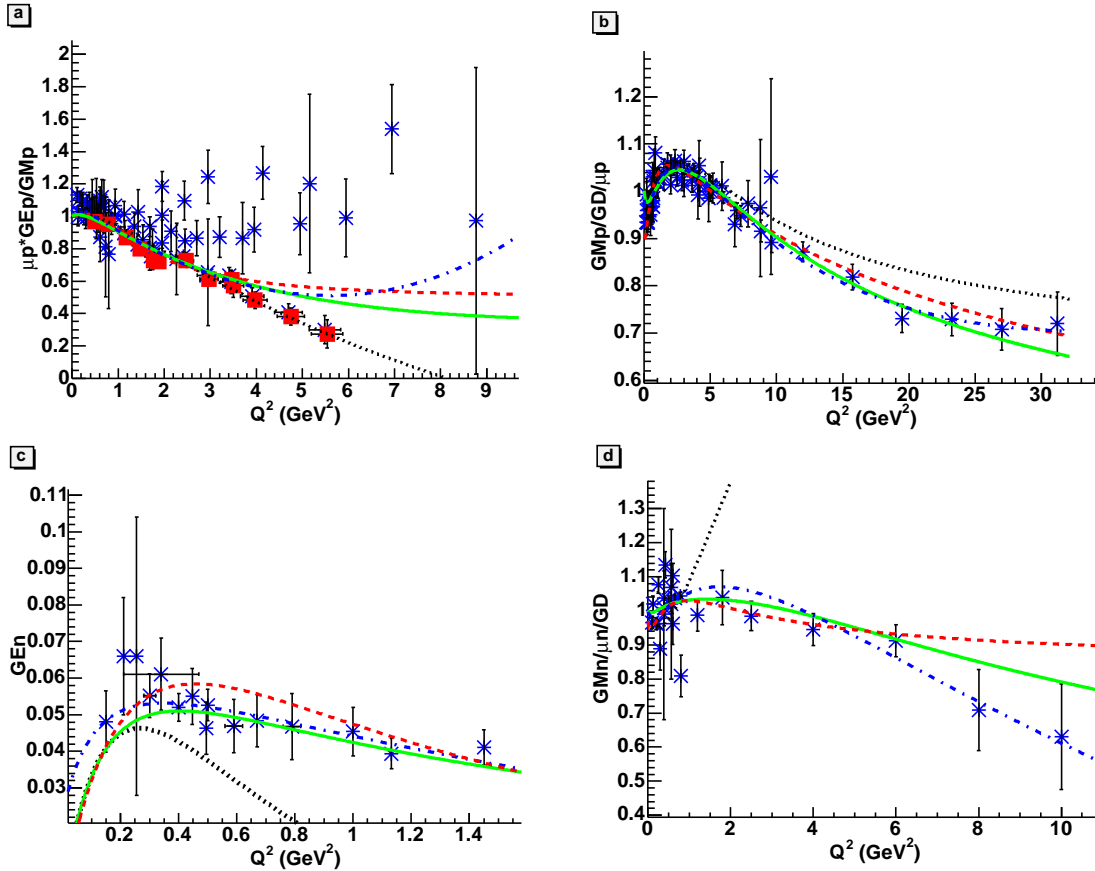 a
μp*GEp/GMp
2
1.8
1.6
1.4
1.2
1
0.8
0.6
0.4
0.2
0
0 1 2 3 4 5 6 7 8 9
Q² (GeV²)
b
GMp/GD/μp
1.2
1.1
1
0.9
0.8
0.7
0.6
0 5 10 15 20 25 30
Q² (GeV²)
c
GEn
0.11
0.1
0.09
0.08
0.07
0.06
0.05
0.04
0.03
0.2 0.4 0.6 0.8 1 1.2 1.4
Q² (GeV²)
d
GMn/μn/GD
1.3
1.2
1.1
1
0.9
0.8
0.7
0.6
0.5
0.4
0 2 4 6 8 10
Q² (GeV²)